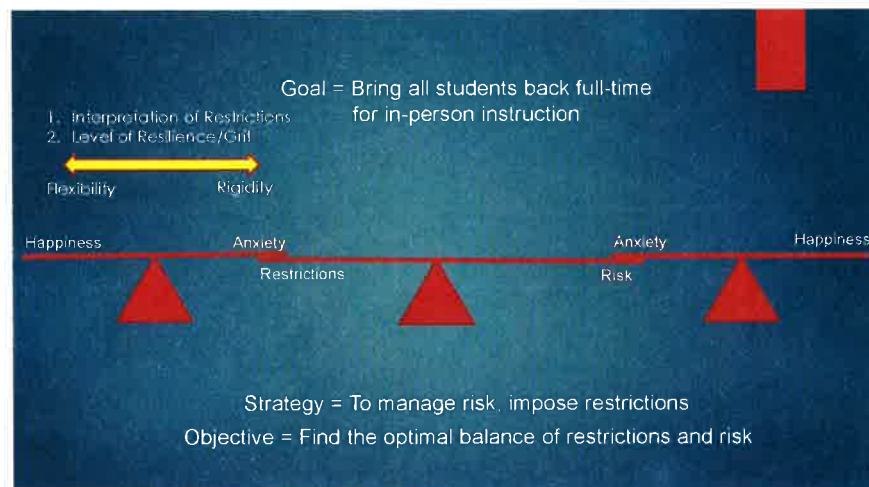 Goal = Bring all students back full-time
for in-person instruction
1. Interpretation of Restrictions
2. Level of Resilience/Grit
Flexibility Rigidity
Happiness Anxiety Anxiety Happiness
Restrictions Risk
Strategy = To manage risk, impose restrictions
Objective = Find the optimal balance of restrictions and risk